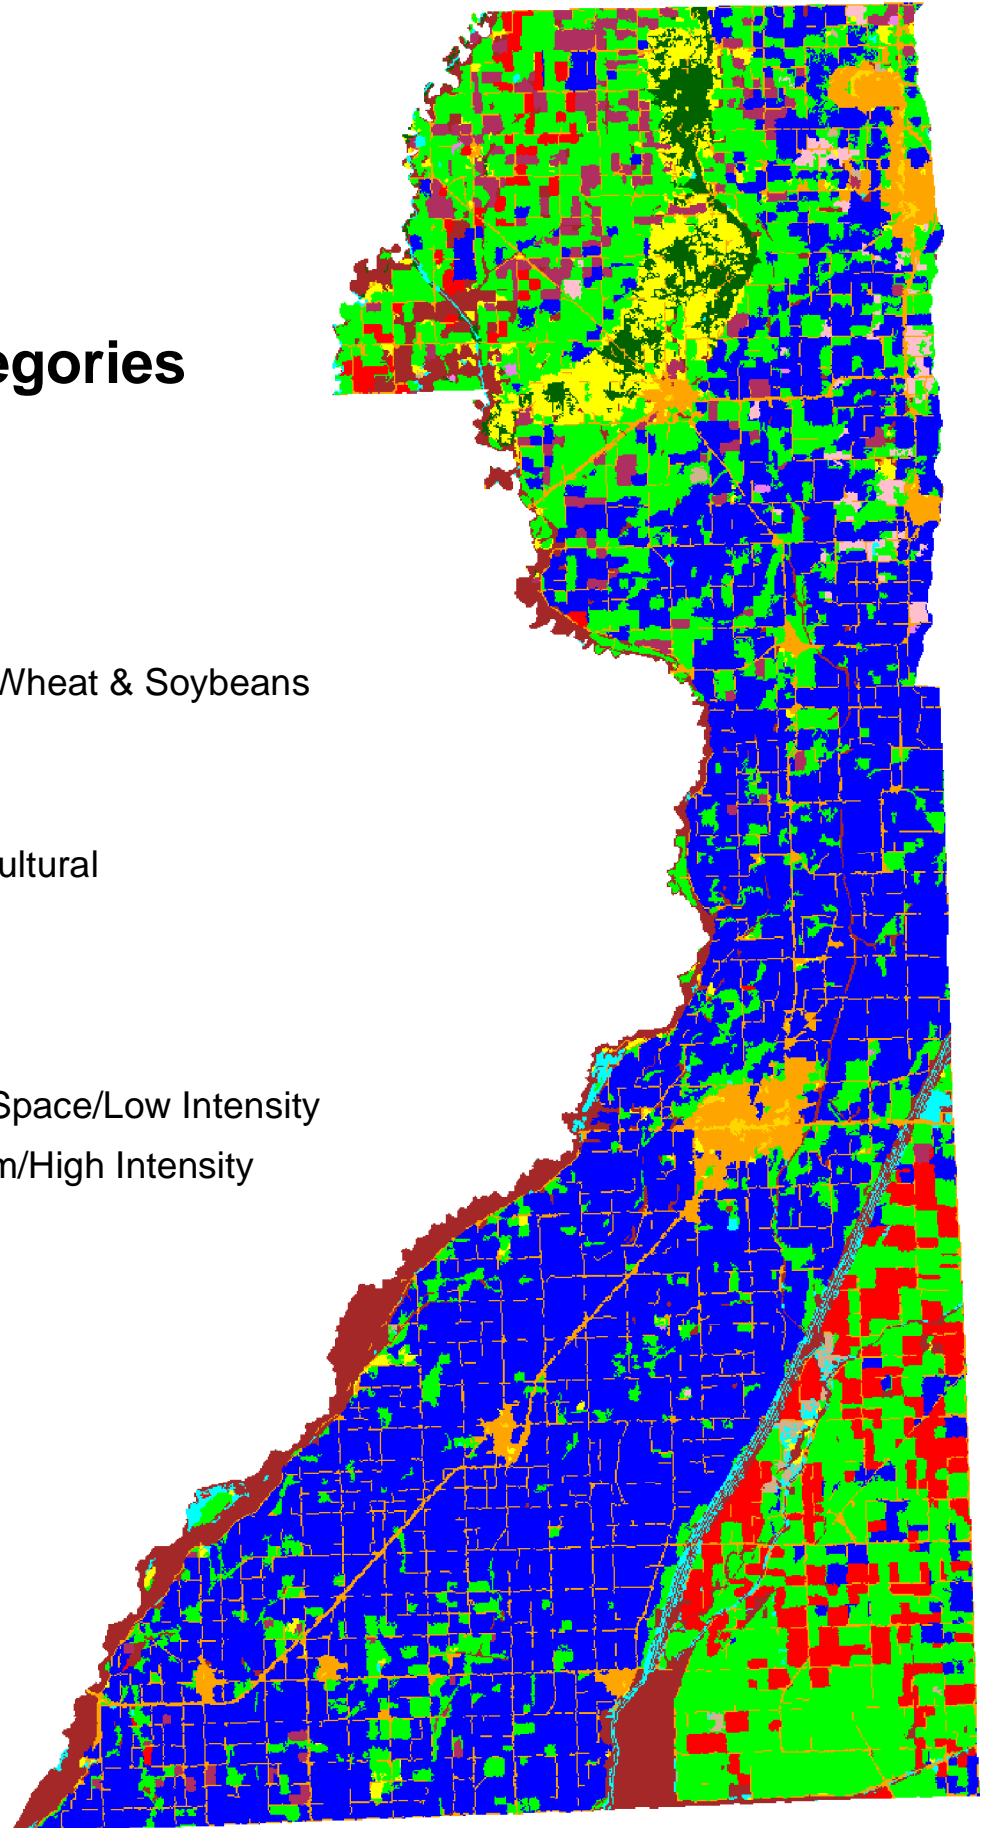 egories
Wheat & Soybeans
ultural
Space/Low Intensity
m/High Intensity